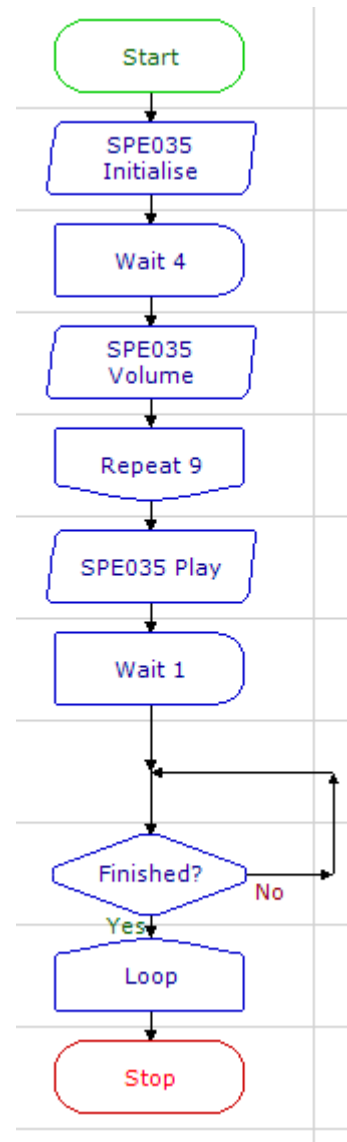 Start
SPE035
Initialise
Wait 4
SPE035
Volume
Repeat 9
SPE035 Play
Wait 1
Finished?
No
Yes
Loop
Stop